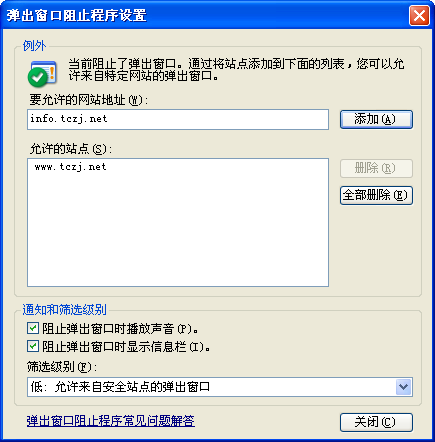 弹出窗口阻止程序设置
例外
当前阻止了弹出窗口。通过将站点添加到下面的列表，您可以允
许来自特定网站的弹出窗口。
要允许的网站地址(W):
info.tczj.net
添加(A)
允许的站点(S):
www.tczj.net
删除(R)
全部删除(E)
通知和筛选级别
阻止弹出窗口时播放声音(P)。
阻止弹出窗口时显示信息栏(I)。
筛选级别(F):
低: 允许来自安全站点的弹出窗口
弹出窗口阻止程序常见问题解答
关闭(C)